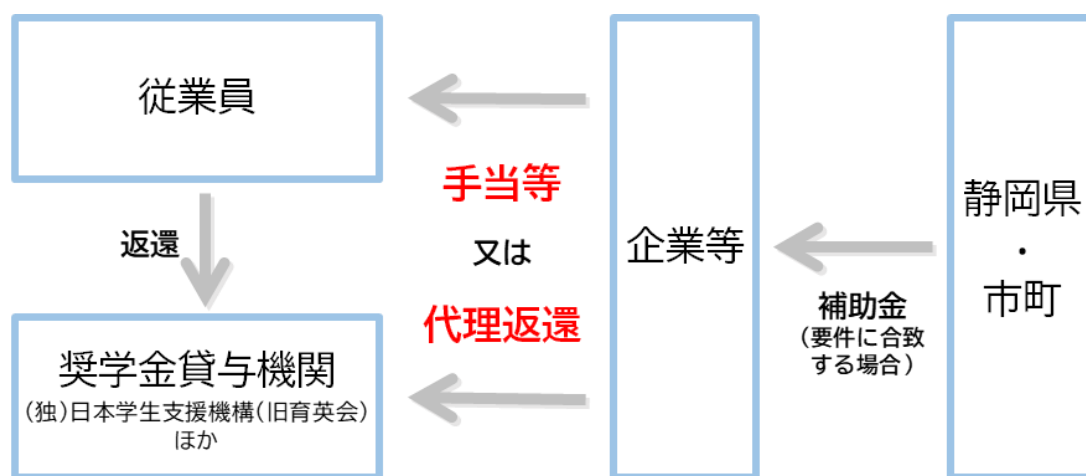 従業員
返還
奨学金貸与機関
(独)日本学生支援機構(旧育英会)
ほか
手当等
又は
代理返還
企業等
補助金
(要件に合致
する場合)
静岡県
・
市町